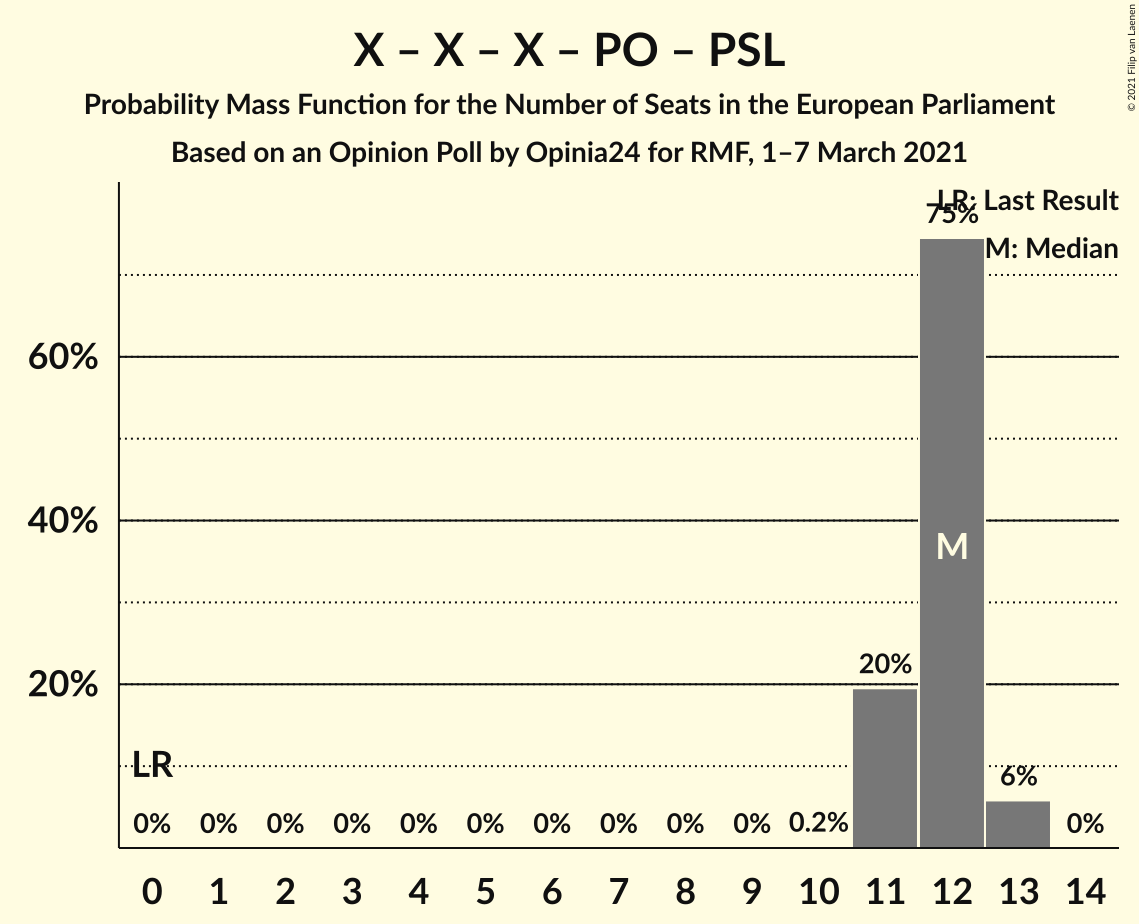 X – X – X – PO – PSL
Probability Mass Function for the Number of Seats in the European Parliament
Based on an Opinion Poll by Opinia24 for RMF, 1–7 March 2021
© 2021 Filip van Laenen
LR: Last Result
M: Median
75%
60%
40%
M
20%
20%
LR
6%
0% 0% 0% 0% 0% 0% 0% 0% 0% 0% 0.2% 0%
0 1 2 3 4 5 6 7 8 9 10 11 12 13 14